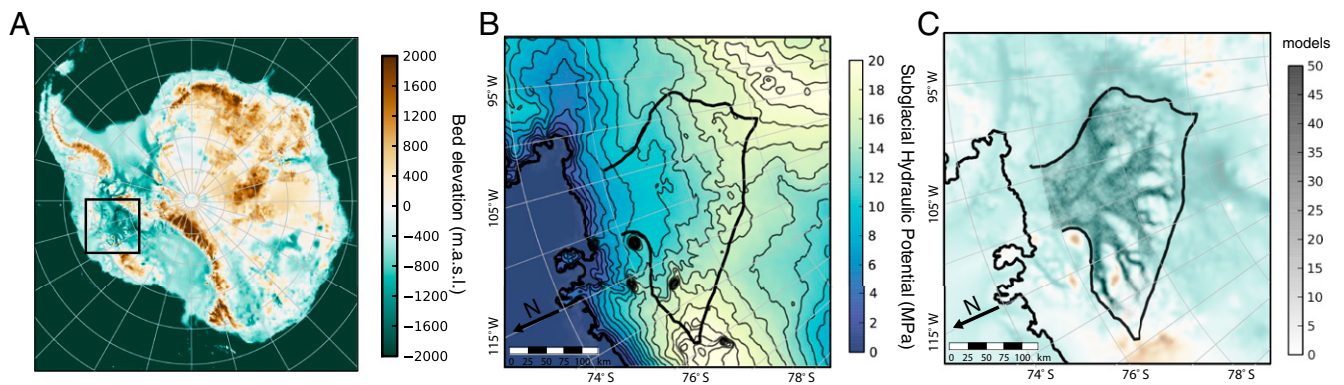 A
2000
1600
1200
800
400
0
−400
−800
−1200
−1600
−2000
Bed elevation (m.a.s.l.)
B
95°W
105°W
115°W
N
0 25 50 75 100 km
74°S
76°S
78°S
20
18
16
14
12
10
8
6
4
2
0
Subglacial Hydraulic Potential (MPa)
C
95°W
105°W
115°W
N
0 25 50 75 100 km
74°S
76°S
78°S
models
50
45
40
35
30
25
20
15
10
5
0